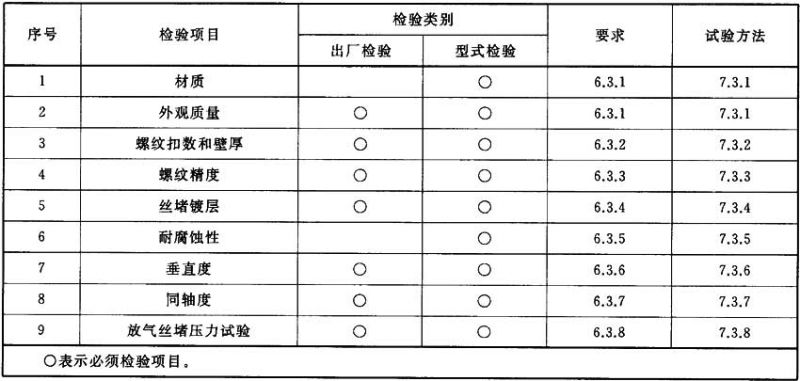 序号 检验项目 检验类别 要求 试验方法
出厂检验 型式检验
1 材质 ○ 6.3.1 7.3.1
2 外观质量 ○ ○ 6.3.1 7.3.1
3 螺纹扣数和壁厚 ○ ○ 6.3.2 7.3.2
4 螺纹精度 ○ ○ 6.3.3 7.3.3
5 丝堵镀层 ○ ○ 6.3.4 7.3.4
6 耐腐蚀性 ○ 6.3.5 7.3.5
7 垂直度 ○ ○ 6.3.6 7.3.6
8 同轴度 ○ ○ 6.3.7 7.3.7
9 放气丝堵压力试验 ○ ○ 6.3.8 7.3.8
○表示必须检验项目。